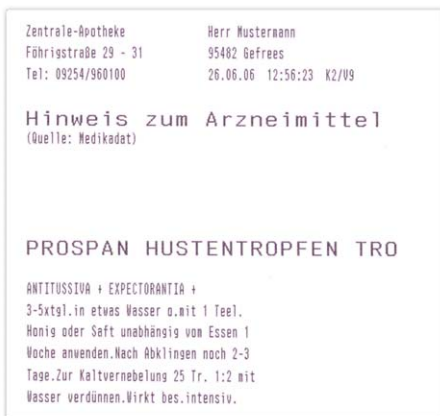 Zentrale-Apotheke
Föhrigstraße 29 - 31
Tel: 09254/960100
Herr Mustermann
95482 Gefrees
26.06.06 12:56:23 K2/V9
Hinweis zum Arzneimittel
(Quelle: Medikadat)
PROSPAN HUSTENTROPFEN TRO
ANTITUSSIVA + EXPECTORANTIA +
3-5xtgl.in etwas Wasser o.mit 1 Teel.
Honig oder Saft unabhängig vom Essen 1
Woche anwenden.Nach Abklingen noch 2-3
Tage.Zur Kaltvernebelung 25 Tr. 1:2 mit
Wasser verdünnen.Wirkt bes.intensiv.